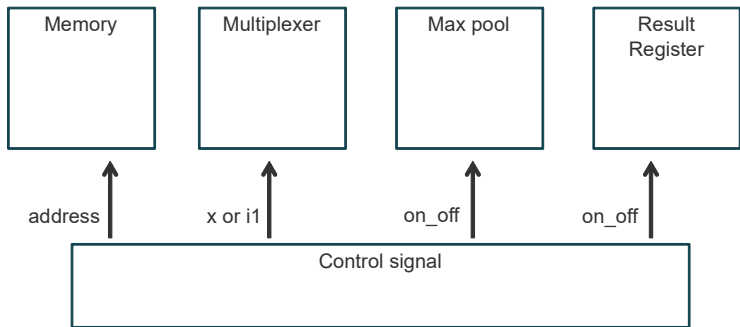 Memory
Multiplexer
Max pool
Result
Register
address
x or i1
on_off
on_off
Control signal